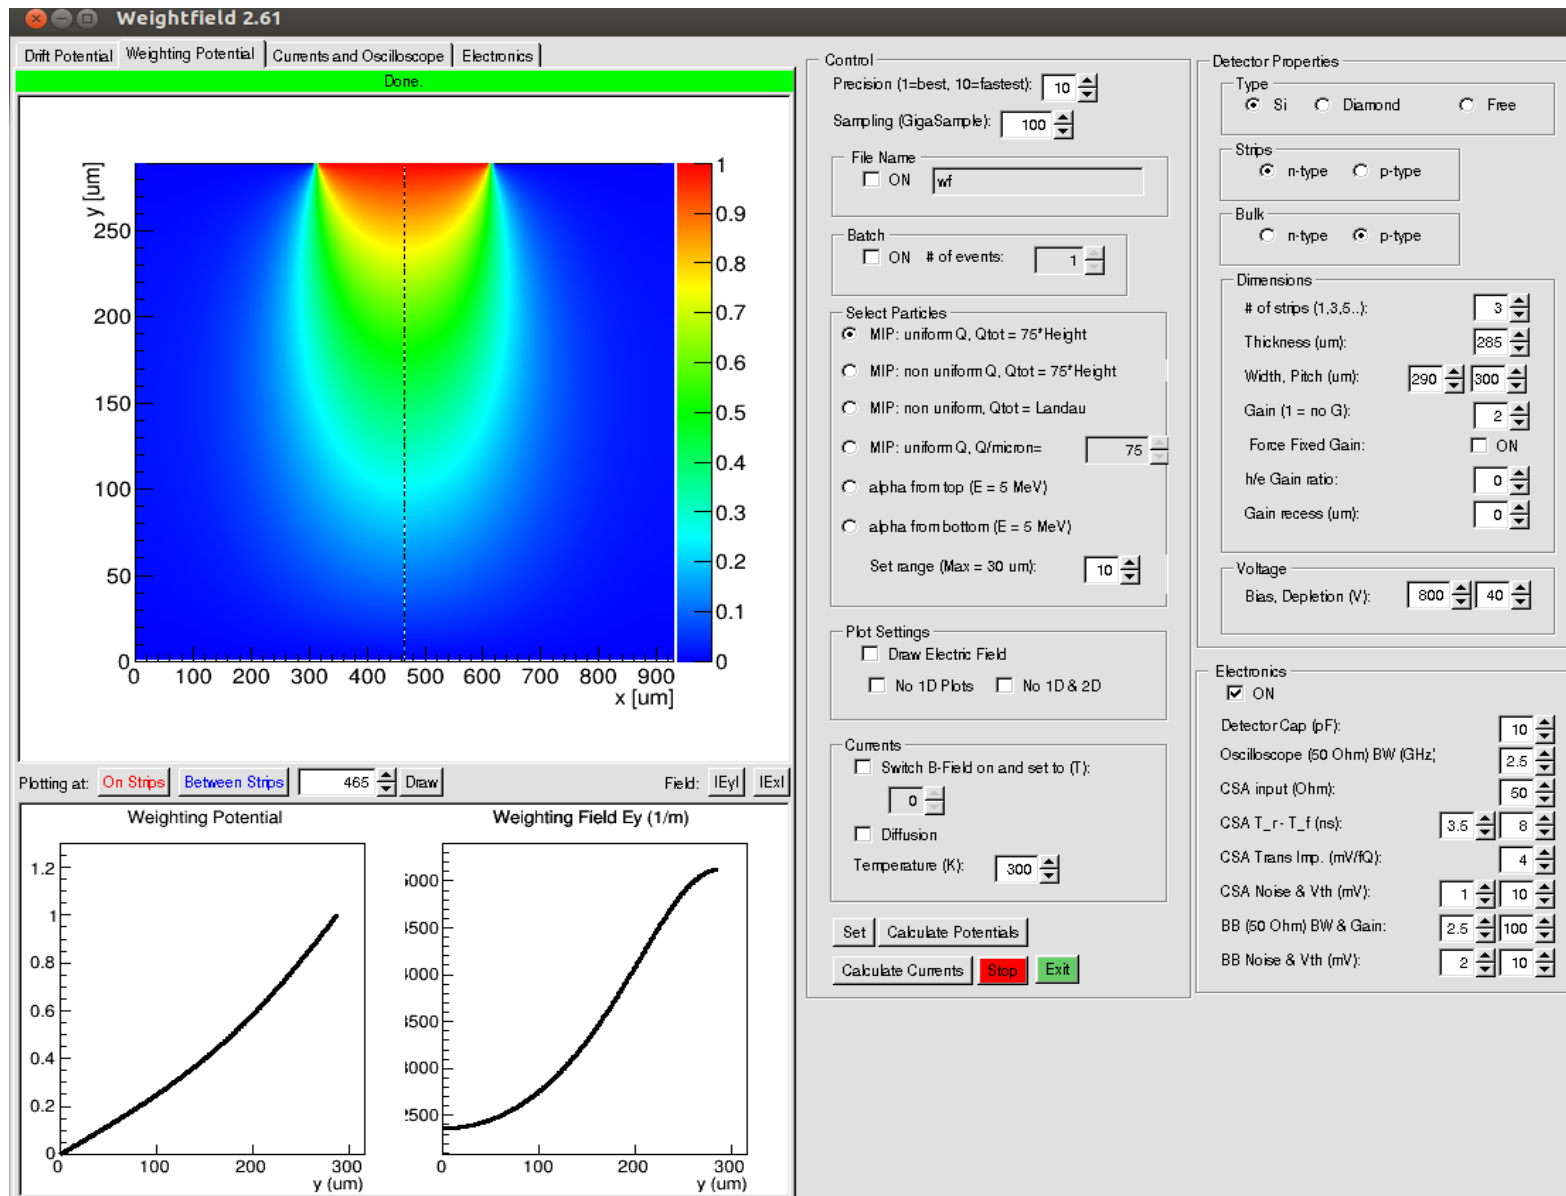 Weightfield 2.61
Drift Potential Weighting Potential Currents and Oscilloscope Electronics
Done.
y [um]
250
200
150
100
50
0
0 100 200 300 400 500 600 700 800 900
x [um]
1
0.9
0.8
0.7
0.6
0.5
0.4
0.3
0.2
0.1
0
Plotting at: On Strips Between Strips 465 Draw Field: |Ey| |Ex|
Weighting Potential
1.2
1
0.8
0.6
0.4
0.2
0
0 100 200 300
y (um)
Weighting Field Ey (1/m)
5000
4500
4000
3500
3000
2500
0 100 200 300
y (um)
Control
Precision (1=best, 10=fastest): 10
Sampling (GigaSample): 100
File Name
ON wf
Batch
ON # of events: 1
Select Particles
MIP: uniform Q, Qtot = 75*Height
MIP: non uniform Q, Qtot = 75*Height
MIP: non uniform, Qtot = Landau
MIP: uniform Q, Q/micron= 75
alpha from top (E = 5 MeV)
alpha from bottom (E = 5 MeV)
Set range (Max = 30 um): 10
Plot Settings
Draw Electric Field
No 1D Plots No 1D & 2D
Currents
Switch B-Field on and set to (T):
0
Diffusion
Temperature (K): 300
Set Calculate Potentials
Calculate Currents Stop Exit
Detector Properties
Type
Si Diamond Free
Strips
n-type p-type
Bulk
n-type p-type
Dimensions
# of strips (1,3,5..): 3
Thickness (um): 285
Width, Pitch (um): 290 300
Gain (1 = no G): 2
Force Fixed Gain: ON
h/e Gain ratio: 0
Gain recess (um): 0
Voltage
Bias, Depletion (V): 800 40
Electronics
ON
Detector Cap (pF): 10
Oscilloscope (50 Ohm) BW (GHz) 2.5
CSA input (Ohm): 50
CSA T_r - T_f (ns): 3.5 8
CSA Trans Imp. (mV/fQ): 4
CSA Noise & Vth (mV): 1 10
BB (50 Ohm) BW & Gain: 2.5 100
BB Noise & Vth (mV): 2 10